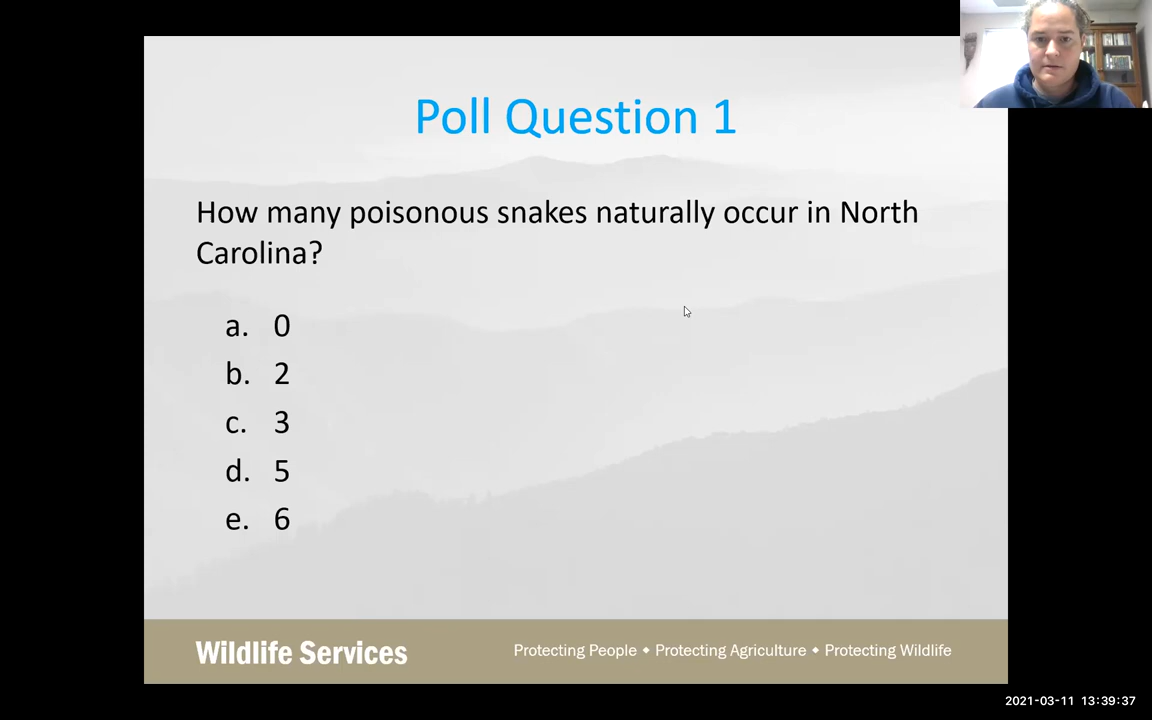 Poll Question 1
How many poisonous snakes naturally occur in North
Carolina?
a. 0
b. 2
c. 3
d. 5
e. 6
Wildlife Services
Protecting People ◆ Protecting Agriculture ◆ Protecting Wildlife
2021-03-11 13:39:37